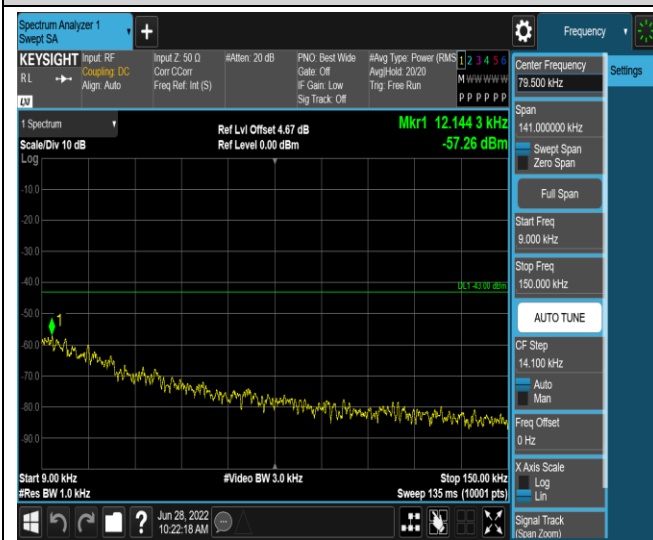 Spectrum Analyzer 1
Swept SA
Frequency
KEYSIGHT
RL
LXI
Input: RF
Coupling: DC
Align: Auto
Input Z: 50 Ω
Corr CCorr
Freq Ref: Int (S)
#Atten: 20 dB
PNO: Best Wide
Gate: Off
IF Gain: Low
Sig Track: Off
#Avg Type: Power (RMS
Avg|Hold: 20/20
Trig: Free Run
1 2 3 4 5 6
M W W W W W
P P P P P P
1 Spectrum
Scale/Div 10 dB
Log
Ref Lvl Offset 4.67 dB
Ref Level 0.00 dBm
Mkr1 12.144 3 kHz
-57.26 dBm
-10.0
-20.0
-30.0
-40.0
-50.0
-60.0
-70.0
-80.0
-90.0
DL1 -43.00 dBm
1
Start 9.00 kHz
#Res BW 1.0 kHz
#Video BW 3.0 kHz
Stop 150.00 kHz
Sweep 135 ms (10001 pts)
Jun 28, 2022
10:22:18 AM
Center Frequency
79.500 kHz
Settings
Span
141.000000 kHz
Swept Span
Zero Span
Full Span
Start Freq
9.000 kHz
Stop Freq
150.000 kHz
AUTO TUNE
CF Step
14.100 kHz
Auto
Man
Freq Offset
0 Hz
X Axis Scale
Log
Lin
Signal Track
(Span Zoom)